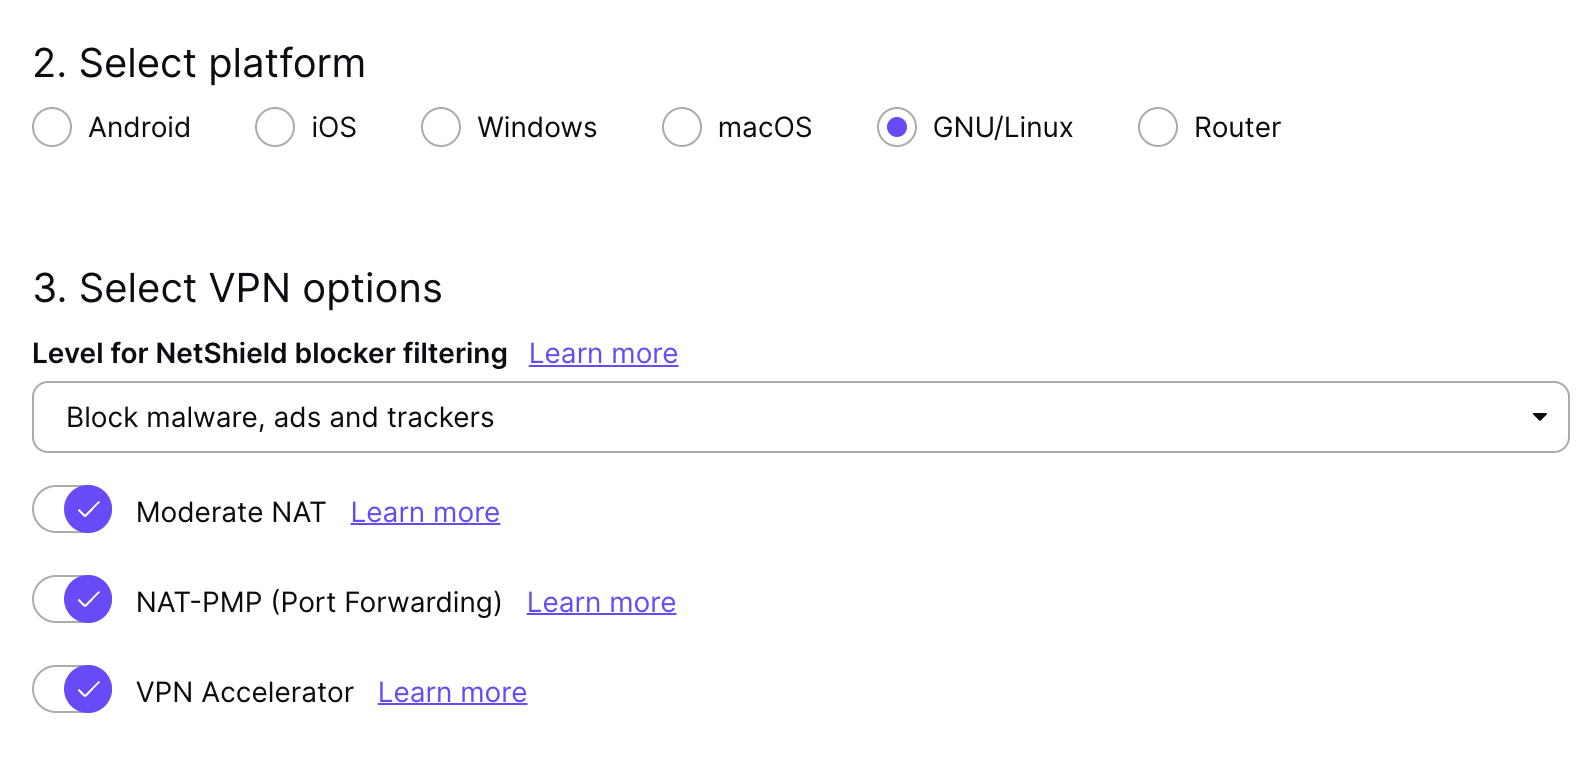 2. Select platform
Android iOS Windows macOS GNU/Linux Router
3. Select VPN options
Level for NetShield blocker filtering Learn more
Block malware, ads and trackers
Moderate NAT Learn more
NAT-PMP (Port Forwarding) Learn more
VPN Accelerator Learn more